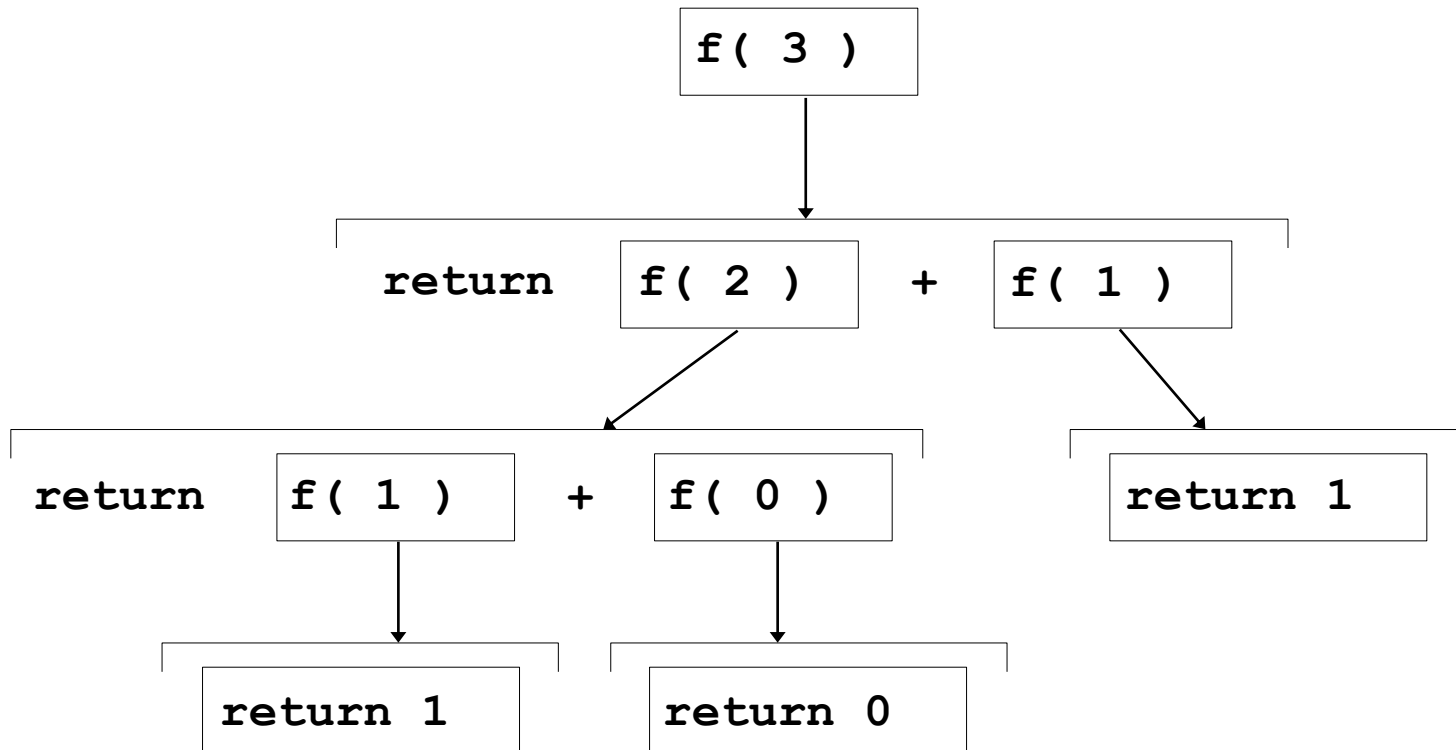 f( 3 )
return f( 2 ) + f( 1 )
return f( 1 ) + f( 0 ) return 1
return 1 return 0